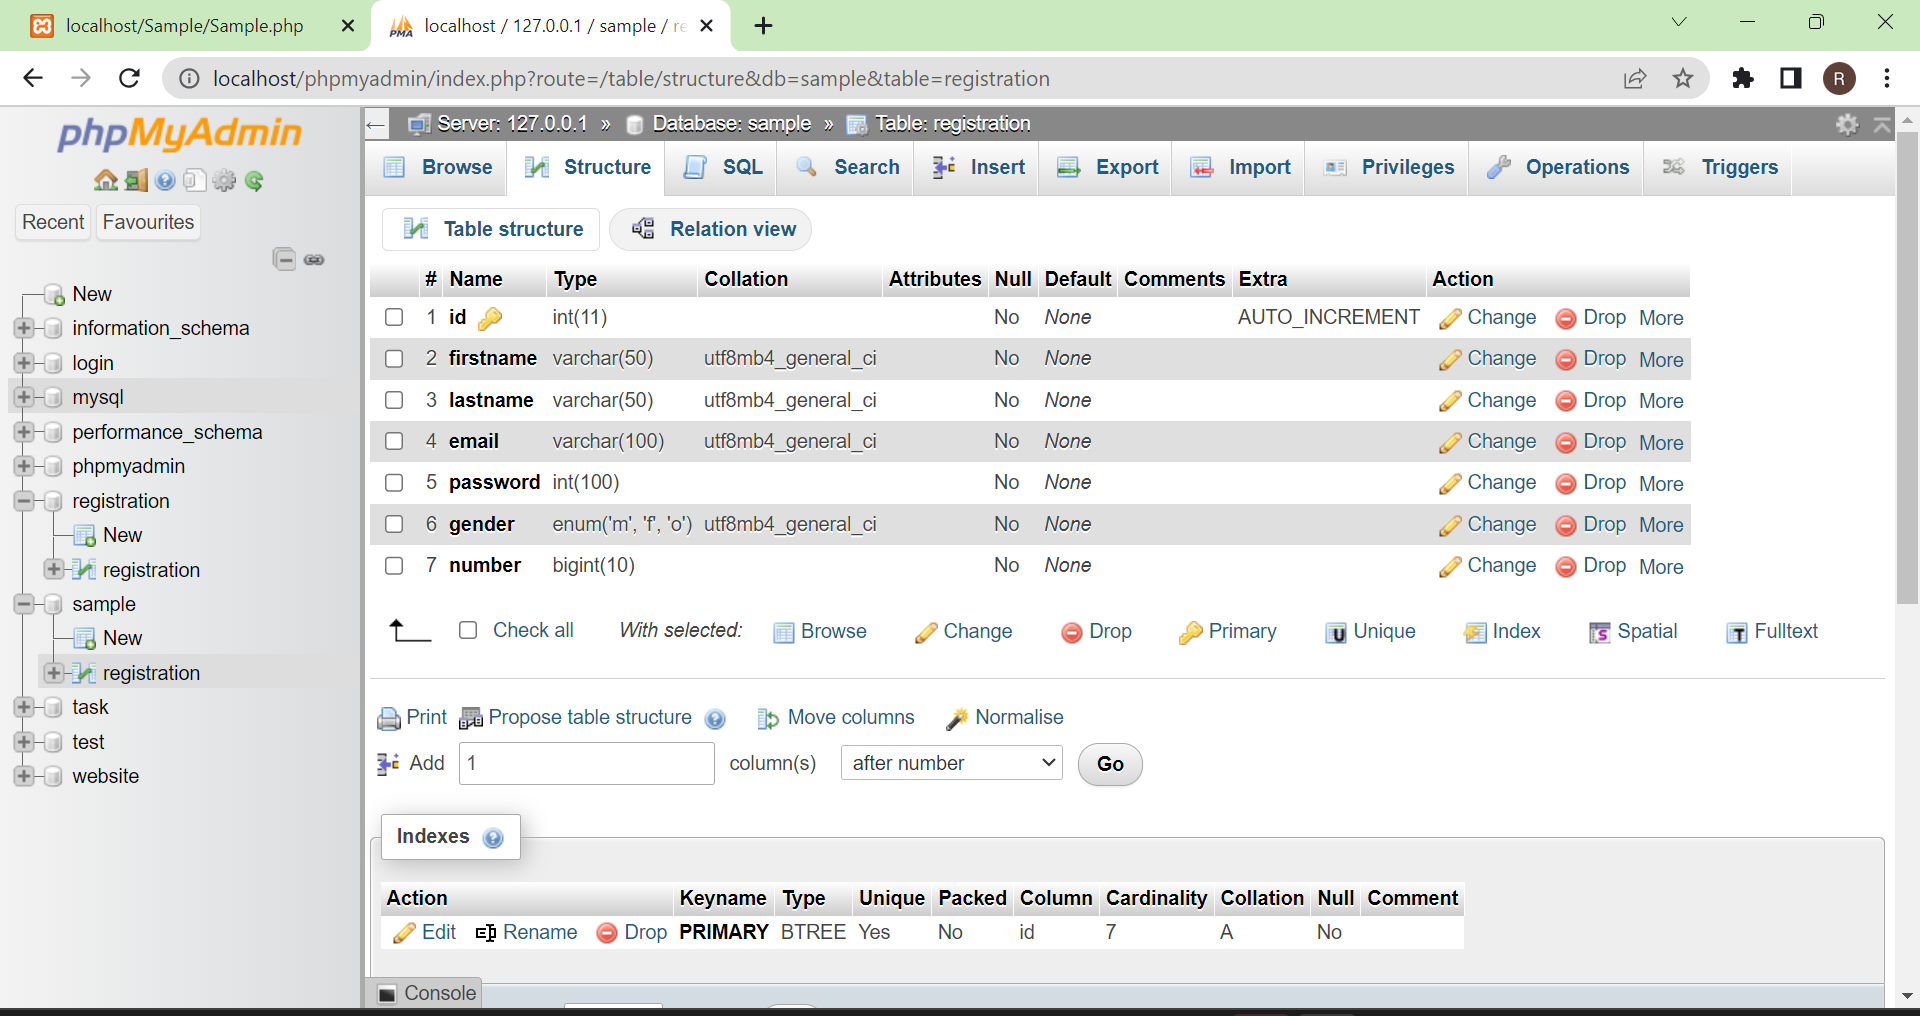 localhost/Sample/Sample.php
localhost / 127.0.0.1 / sample / re
localhost/phpmyadmin/index.php?route=/table/structure&db=sample&table=registration
R
phpMyAdmin
Recent Favourites
New
information_schema
login
mysql
performance_schema
phpmyadmin
registration
New
registration
sample
New
registration
task
test
website
Server: 127.0.0.1 » Database: sample » Table: registration
Browse Structure SQL Search Insert Export Import Privileges Operations Triggers
Table structure Relation view
# Name Type Collation Attributes Null Default Comments Extra Action
1 id int(11) No None AUTO_INCREMENT Change Drop More
2 firstname varchar(50) utf8mb4_general_ci No None Change Drop More
3 lastname varchar(50) utf8mb4_general_ci No None Change Drop More
4 email varchar(100) utf8mb4_general_ci No None Change Drop More
5 password int(100) No None Change Drop More
6 gender enum('m', 'f', 'o') utf8mb4_general_ci No None Change Drop More
7 number bigint(10) No None Change Drop More
Check all With selected: Browse Change Drop Primary Unique Index Spatial Fulltext
Print Propose table structure Move columns Normalise
Add 1 column(s) after number Go
Indexes
Action Keyname Type Unique Packed Column Cardinality Collation Null Comment
Edit Rename Drop PRIMARY BTREE Yes No id 7 A No
Console